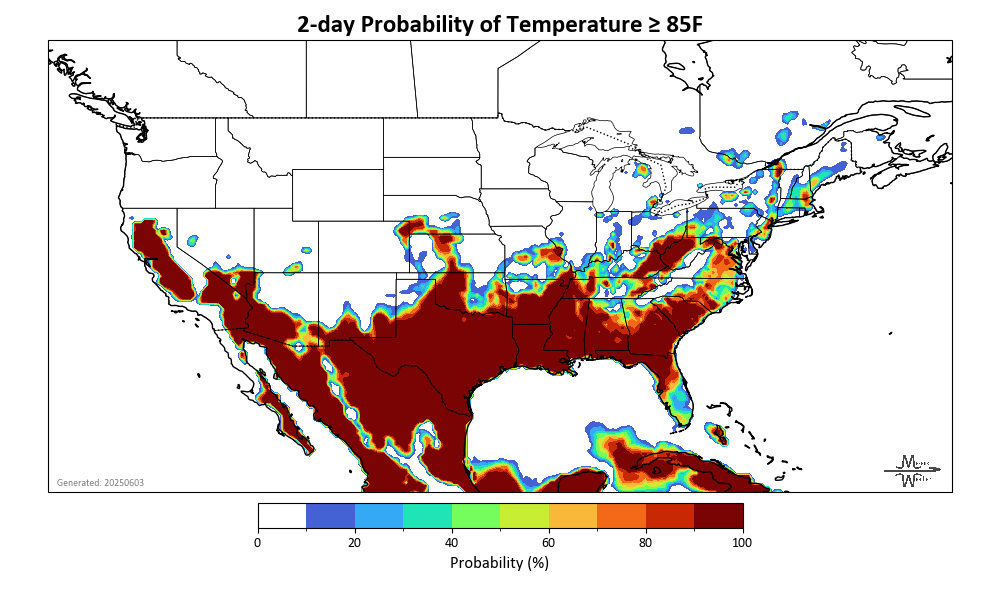 2-day Probability of Temperature ≥ 85F
Generated: 20250603
0 20 40 60 80 100
Probability (%)